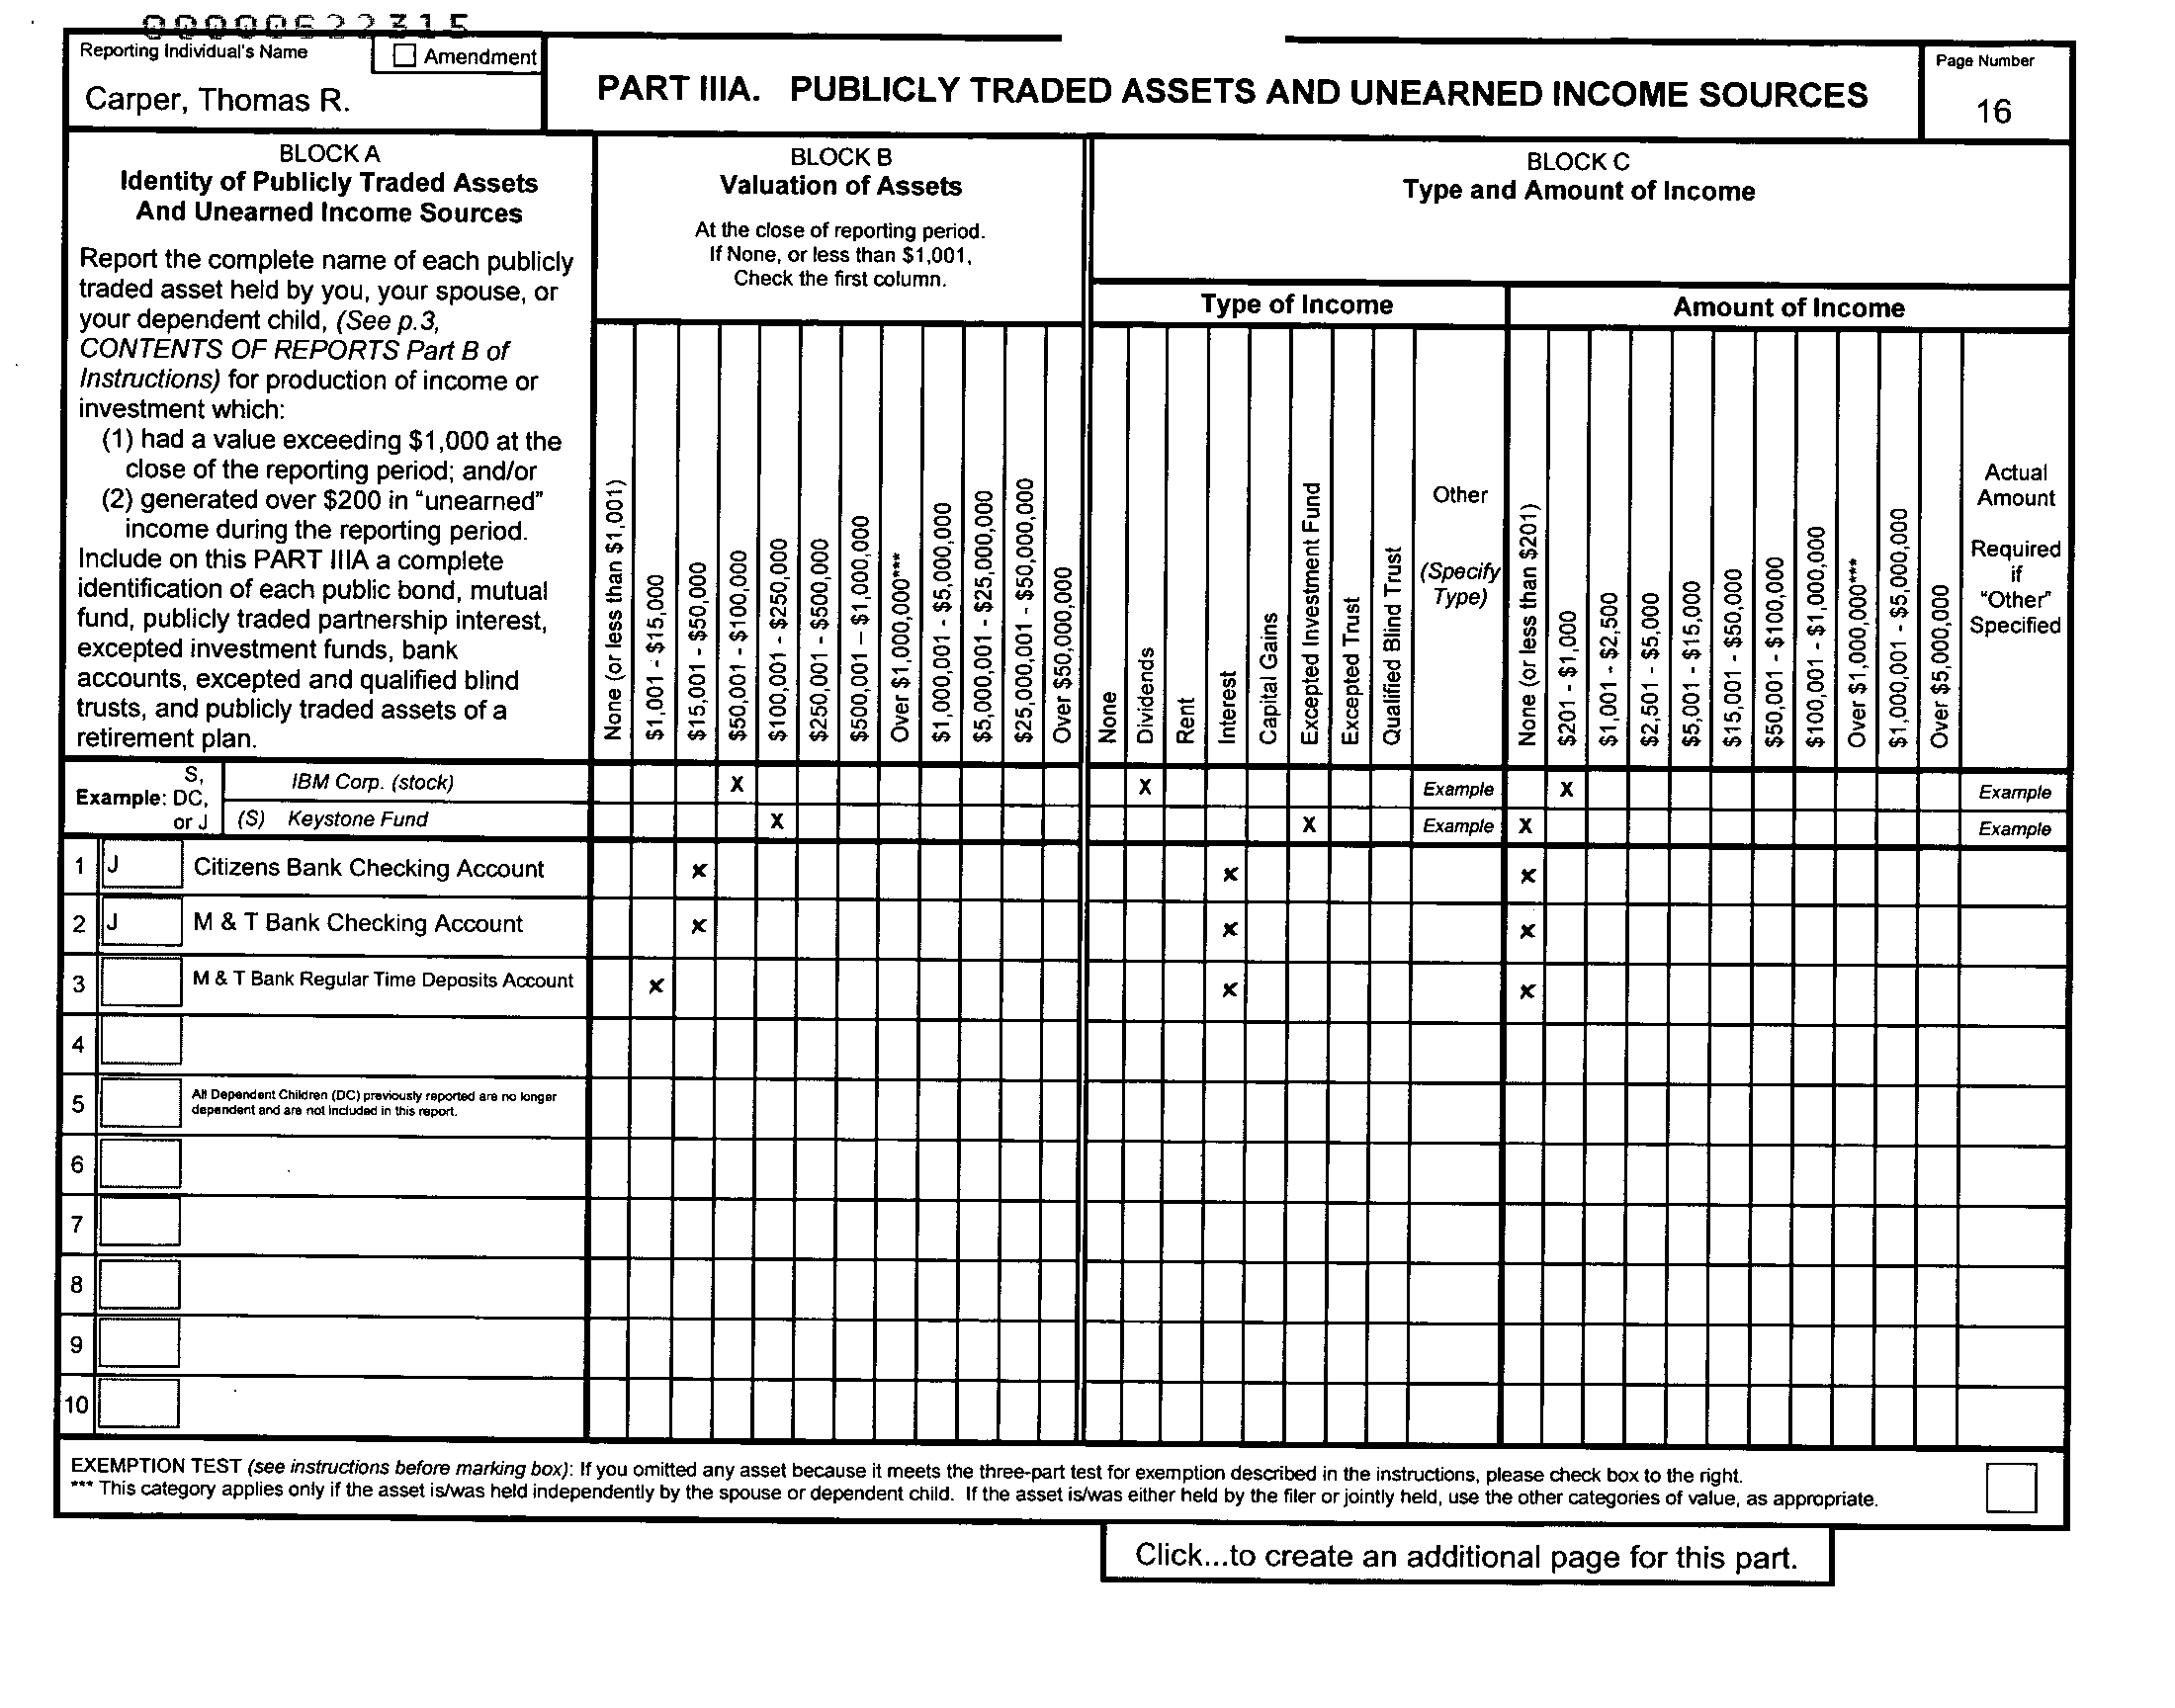 00000622315
Reporting Individual's Name
Amendment
Carper, Thomas R.
PART IIIA. PUBLICLY TRADED ASSETS AND UNEARNED INCOME SOURCES
Page Number
16
BLOCK A
Identity of Publicly Traded Assets
And Unearned Income Sources
Report the complete name of each publicly
traded asset held by you, your spouse, or
your dependent child, (See p.3,
CONTENTS OF REPORTS Part B of
Instructions) for production of income or
investment which:
(1) had a value exceeding $1,000 at the
close of the reporting period; and/or
(2) generated over $200 in "unearned"
income during the reporting period.
Include on this PART IIIA a complete
identification of each public bond, mutual
fund, publicly traded partnership interest,
excepted investment funds, bank
accounts, excepted and qualified blind
trusts, and publicly traded assets of a
retirement plan.
BLOCK B
Valuation of Assets
At the close of reporting period.
If None, or less than $1,001,
Check the first column.
None (or less than $1,001)
$1,001 - $15,000
$15,001 - $50,000
$50,001 - $100,000
$100,001 - $250,000
$250,001 - $500,000
$500,001 – $1,000,000
Over $1,000,000***
$1,000,001 - $5,000,000
$5,000,001 - $25,000,000
$25,000,001 - $50,000,000
Over $50,000,000
BLOCK C
Type and Amount of Income
Type of Income
None
Dividends
Rent
Interest
Capital Gains
Excepted Investment Fund
Excepted Trust
Qualified Blind Trust
Other
(Specify
Type)
Amount of Income
None (or less than $201)
$201 - $1,000
$1,001 - $2,500
$2,501 - $5,000
$5,001 - $15,000
$15,001 - $50,000
$50,001 - $100,000
$100,001 - $1,000,000
Over $1,000,000***
$1,000,001 - $5,000,000
Over $5,000,000
Actual
Amount
Required
if
"Other"
Specified
Example: S, DC, or J
IBM Corp. (stock) X X Example X Example
(S) Keystone Fund X X Example X Example
1 J Citizens Bank Checking Account x x x
2 J M & T Bank Checking Account x x x
3 M & T Bank Regular Time Deposits Account x x x
4
5 All Dependent Children (DC) previously reported are no longer
dependent and are not included in this report.
6
7
8
9
10
EXEMPTION TEST (see instructions before marking box): If you omitted any asset because it meets the three-part test for exemption described in the instructions, please check box to the right.
*** This category applies only if the asset is/was held independently by the spouse or dependent child. If the asset is/was either held by the filer or jointly held, use the other categories of value, as appropriate.
Click...to create an additional page for this part.